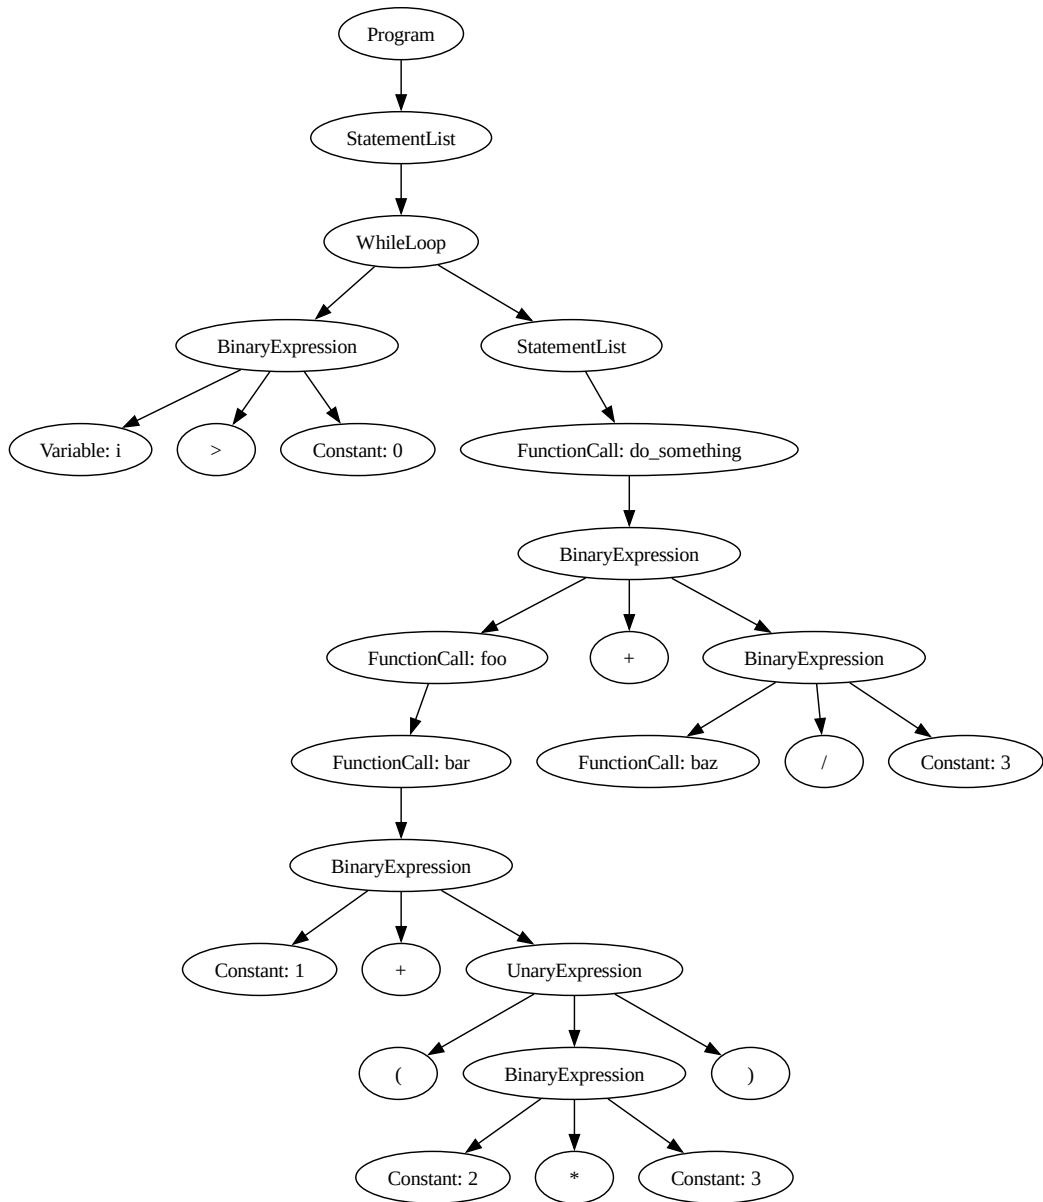 Program
StatementList
WhileLoop
BinaryExpression
StatementList
Variable: i
>
Constant: 0
FunctionCall: do_something
BinaryExpression
FunctionCall: foo
+
BinaryExpression
FunctionCall: bar
FunctionCall: baz
/
Constant: 3
BinaryExpression
Constant: 1
+
UnaryExpression
(
BinaryExpression
)
Constant: 2
*
Constant: 3